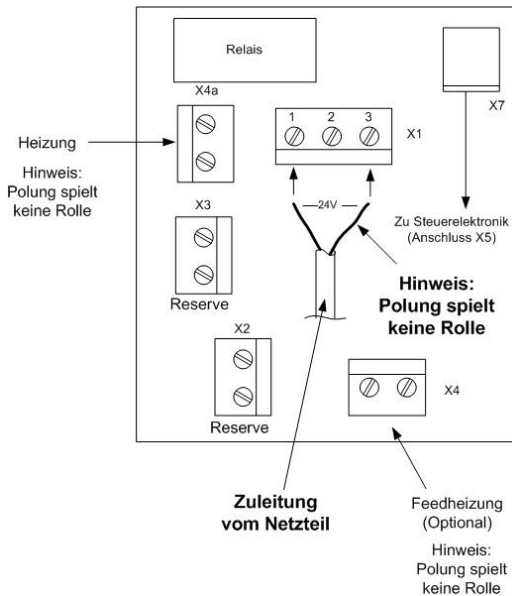 Relais
X4a
X7
1 2 3
X1
Heizung
Hinweis:
Polung spielt
keine Rolle
X3
Reserve
24V
Zu Steuerelektronik
(Anschluss X5)
Hinweis:
Polung spielt
keine Rolle
X2
Reserve
X4
Zuleitung
vom Netzteil
Feedheizung
(Optional)
Hinweis:
Polung spielt
keine Rolle